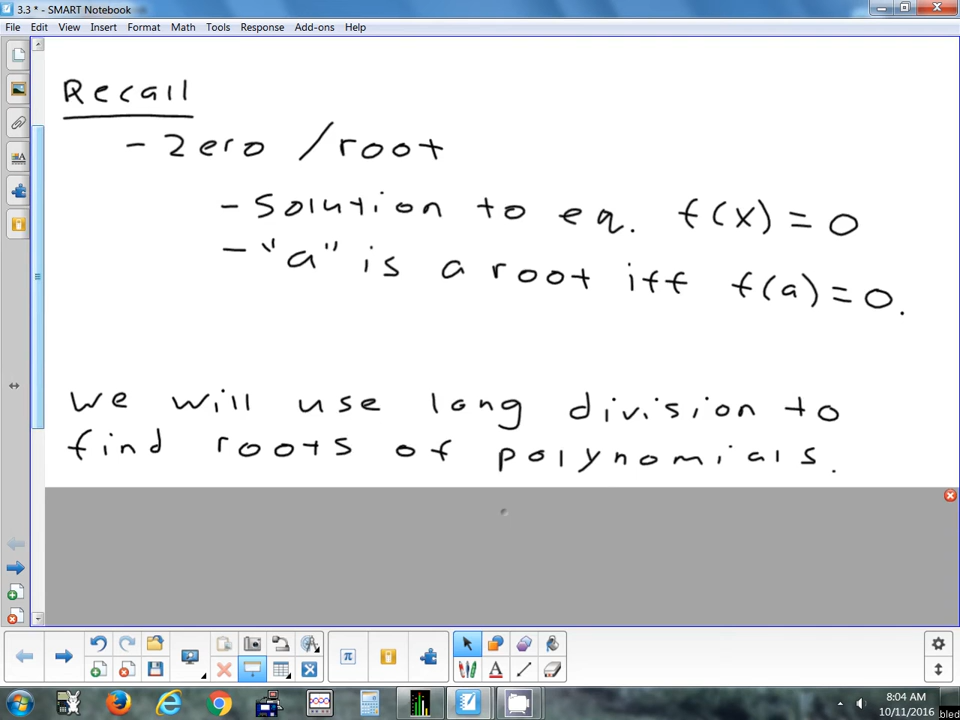 3.3 * - SMART Notebook
File Edit View Insert Format Math Tools Response Add-ons Help
Recall
- Zero / root
- Solution to eq. f(x) = 0
- "a" is a root iff f(a) = 0.
We will use long division to
find roots of polynomials.
8:04 AM
10/11/2016
bled